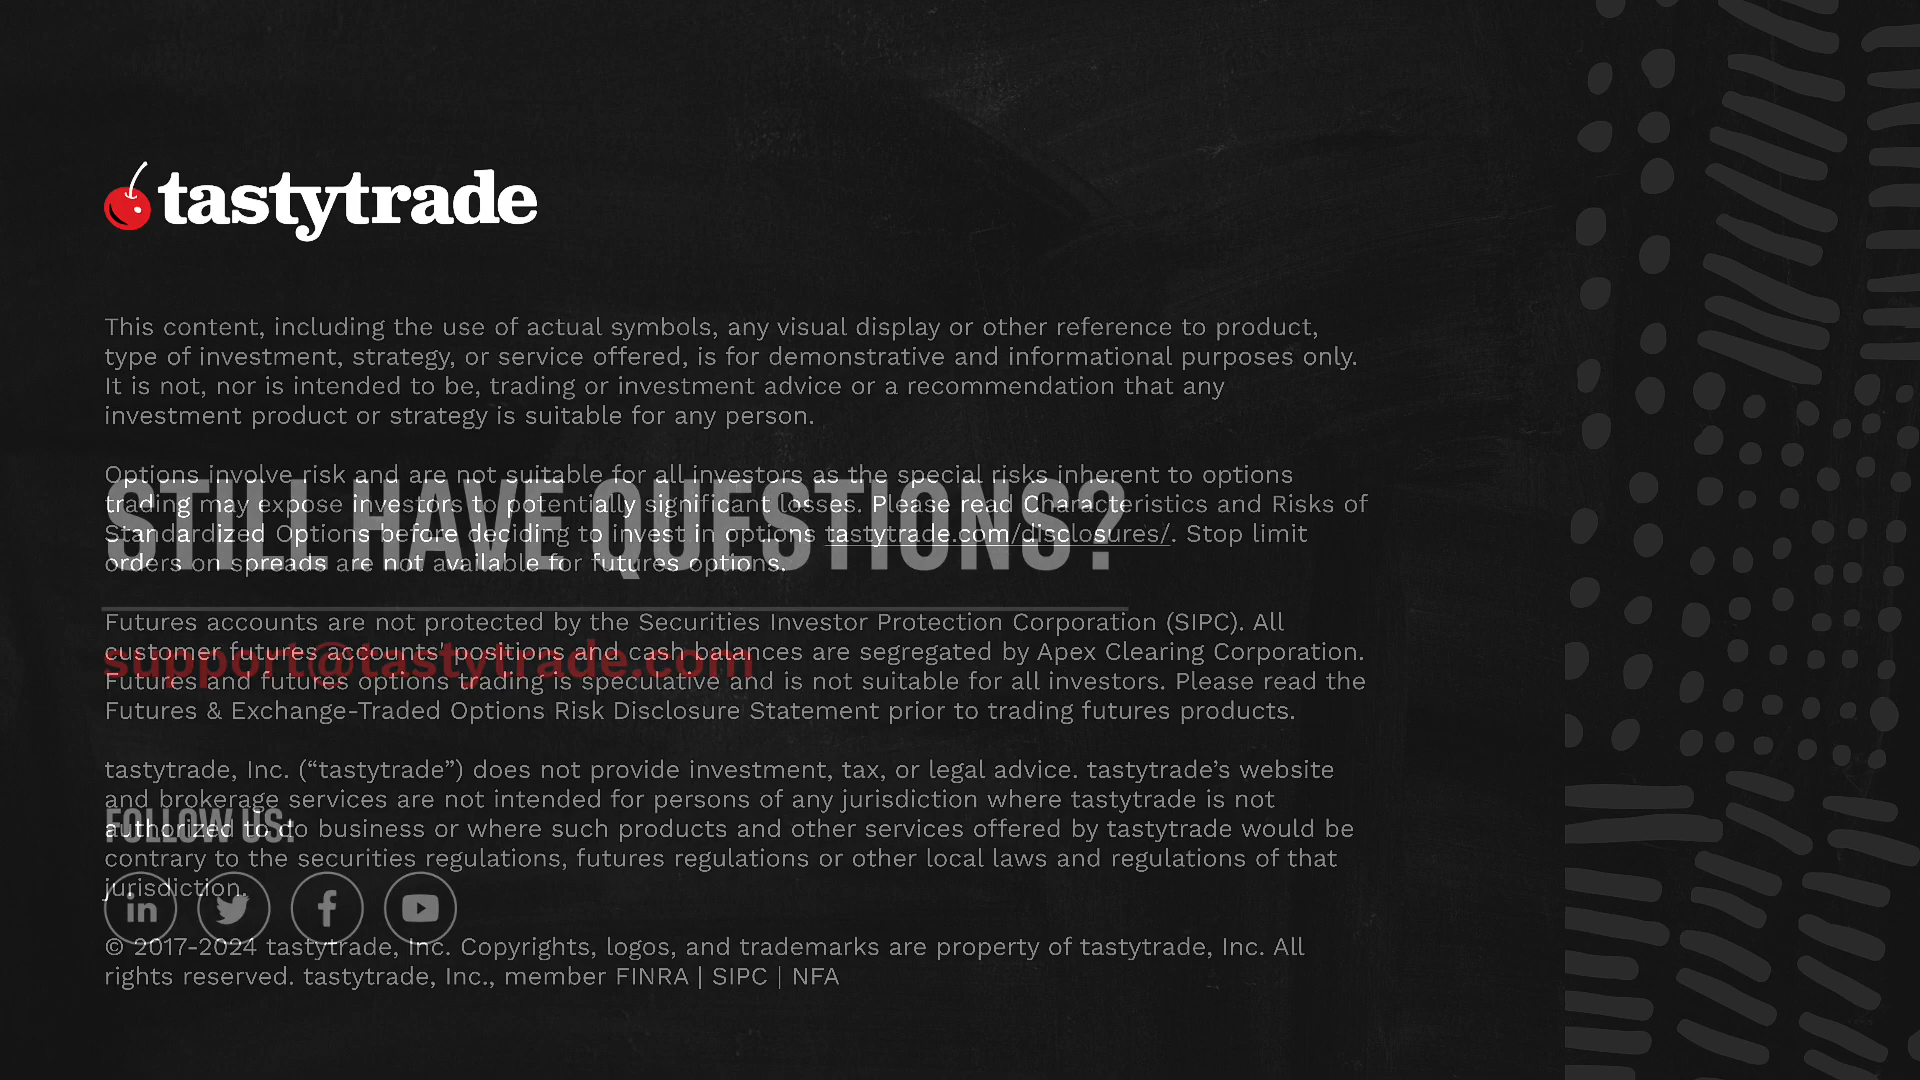 tastytrade
This content, including the use of actual symbols, any visual display or other reference to product,
type of investment, strategy, or service offered, is for demonstrative and informational purposes only.
It is not, nor is intended to be, trading or investment advice or a recommendation that any
investment product or strategy is suitable for any person.
Options involve risk and are not suitable for all investors as the special risks inherent to options
trading may expose investors to potentially significant losses. Please read Characteristics and Risks of
Standardized Options before deciding to invest in options tastytrade.com/disclosures/. Stop limit
orders on spreads are not available for futures options.
STILL HAVE QUESTIONS?
Futures accounts are not protected by the Securities Investor Protection Corporation (SIPC). All
customer futures accounts' positions and cash balances are segregated by Apex Clearing Corporation.
Futures and futures options trading is speculative and is not suitable for all investors. Please read the
Futures & Exchange-Traded Options Risk Disclosure Statement prior to trading futures products.
support@tastytrade.com
tastytrade, Inc. (“tastytrade”) does not provide investment, tax, or legal advice. tastytrade’s website
and brokerage services are not intended for persons of any jurisdiction where tastytrade is not
authorized to do business or where such products and other services offered by tastytrade would be
contrary to the securities regulations, futures regulations or other local laws and regulations of that
jurisdiction.
FOLLOW US!
in
f
© 2017-2024 tastytrade, Inc. Copyrights, logos, and trademarks are property of tastytrade, Inc. All
rights reserved. tastytrade, Inc., member FINRA | SIPC | NFA